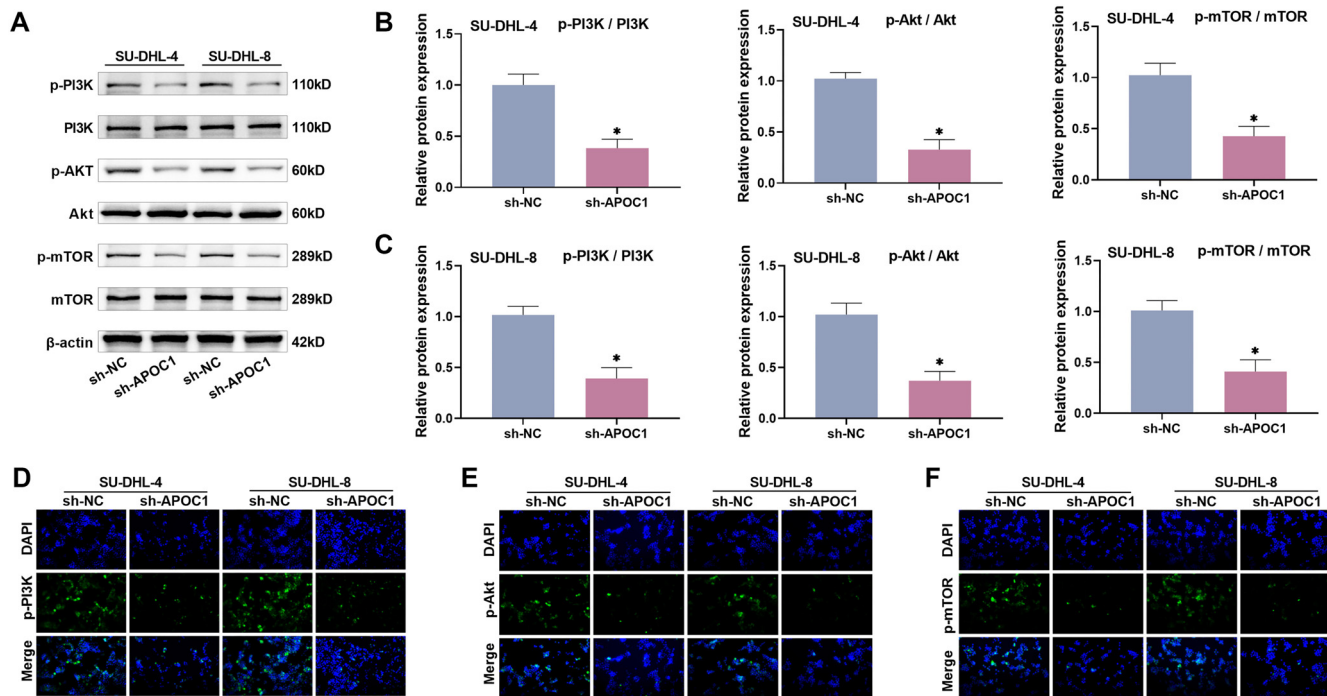 A
SU-DHL-4 SU-DHL-8
p-PI3K 110kD
PI3K 110kD
p-AKT 60kD
Akt 60kD
p-mTOR 289kD
mTOR 289kD
β-actin 42kD
sh-NC sh-APOC1 sh-NC sh-APOC1
B
SU-DHL-4 p-PI3K / PI3K
Relative protein expression
1.5
1.0
0.5
0.0
*
sh-NC sh-APOC1
SU-DHL-4 p-Akt / Akt
Relative protein expression
1.5
1.0
0.5
0.0
*
sh-NC sh-APOC1
SU-DHL-4 p-mTOR / mTOR
Relative protein expression
1.5
1.0
0.5
0.0
*
sh-NC sh-APOC1
C
SU-DHL-8 p-PI3K / PI3K
Relative protein expression
1.5
1.0
0.5
0.0
*
sh-NC sh-APOC1
SU-DHL-8 p-Akt / Akt
Relative protein expression
1.5
1.0
0.5
0.0
*
sh-NC sh-APOC1
SU-DHL-8 p-mTOR / mTOR
Relative protein expression
1.5
1.0
0.5
0.0
*
sh-NC sh-APOC1
D
SU-DHL-4 SU-DHL-8
sh-NC sh-APOC1 sh-NC sh-APOC1
DAPI
p-PI3K
Merge
E
SU-DHL-4 SU-DHL-8
sh-NC sh-APOC1 sh-NC sh-APOC1
DAPI
p-Akt
Merge
F
SU-DHL-4 SU-DHL-8
sh-NC sh-APOC1 sh-NC sh-APOC1
DAPI
p-mTOR
Merge